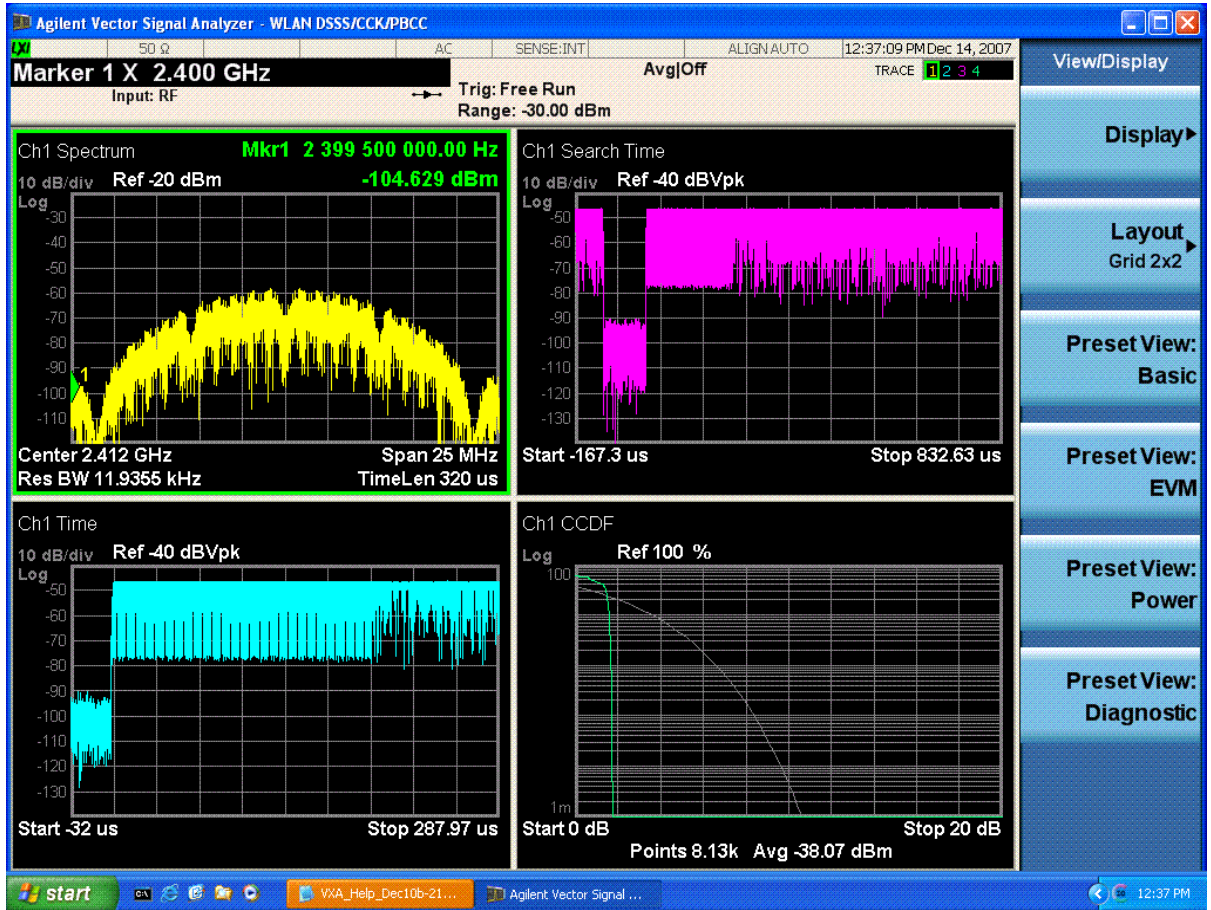 Agilent Vector Signal Analyzer - WLAN DSSS/CCK/PBCC
LXI 50 Ω AC SENSE:INT ALIGN AUTO 12:37:09 PM Dec 14, 2007
Marker 1 X 2.400 GHz
Input: RF
Trig: Free Run
Range: -30.00 dBm
Avg|Off
TRACE 1 2 3 4
View/Display
Display
Layout
Grid 2x2
Preset View:
Basic
Preset View:
EVM
Preset View:
Power
Preset View:
Diagnostic
Ch1 Spectrum Mkr1 2 399 500 000.00 Hz
10 dB/div Ref -20 dBm -104.629 dBm
Log
-30
-40
-50
-60
-70
-80
-90
-100
-110
1
Center 2.412 GHz Span 25 MHz
Res BW 11.9355 kHz TimeLen 320 us
Ch1 Search Time
10 dB/div Ref -40 dBVpk
Log
-50
-60
-70
-80
-90
-100
-110
-120
-130
Start -167.3 us Stop 832.63 us
Ch1 Time
10 dB/div Ref -40 dBVpk
Log
-50
-60
-70
-80
-90
-100
-110
-120
-130
Start -32 us Stop 287.97 us
Ch1 CCDF
Log Ref 100 %
100
1m
Start 0 dB Stop 20 dB
Points 8.13k Avg -38.07 dBm
start
VXA_Help_Dec10b-21...
Agilent Vector Signal ...
12:37 PM